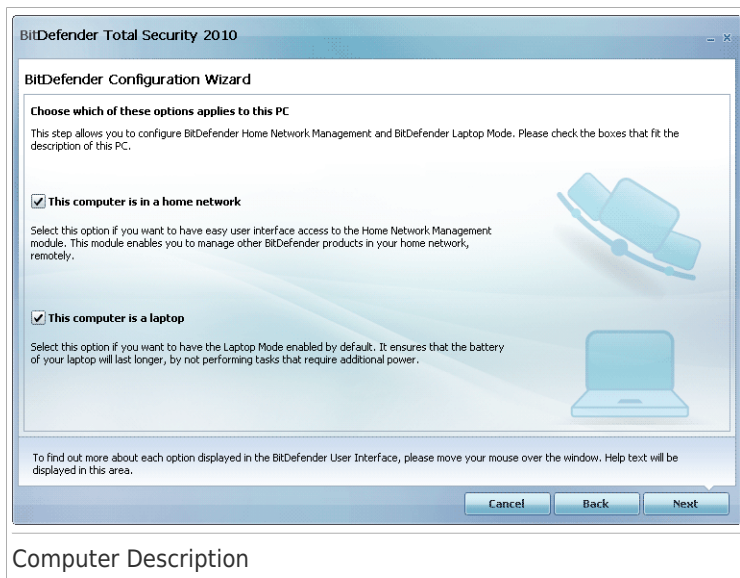 BitDefender Total Security 2010
BitDefender Configuration Wizard
Choose which of these options applies to this PC
This step allows you to configure BitDefender Home Network Management and BitDefender Laptop Mode. Please check the boxes that fit the
description of this PC.
This computer is in a home network
Select this option if you want to have easy user interface access to the Home Network Management
module. This module enables you to manage other BitDefender products in your home network,
remotely.
This computer is a laptop
Select this option if you want to have the Laptop Mode enabled by default. It ensures that the battery
of your laptop will last longer, by not performing tasks that require additional power.
To find out more about each option displayed in the BitDefender User Interface, please move your mouse over the window. Help text will be
displayed in this area.
Cancel Back Next
Computer Description